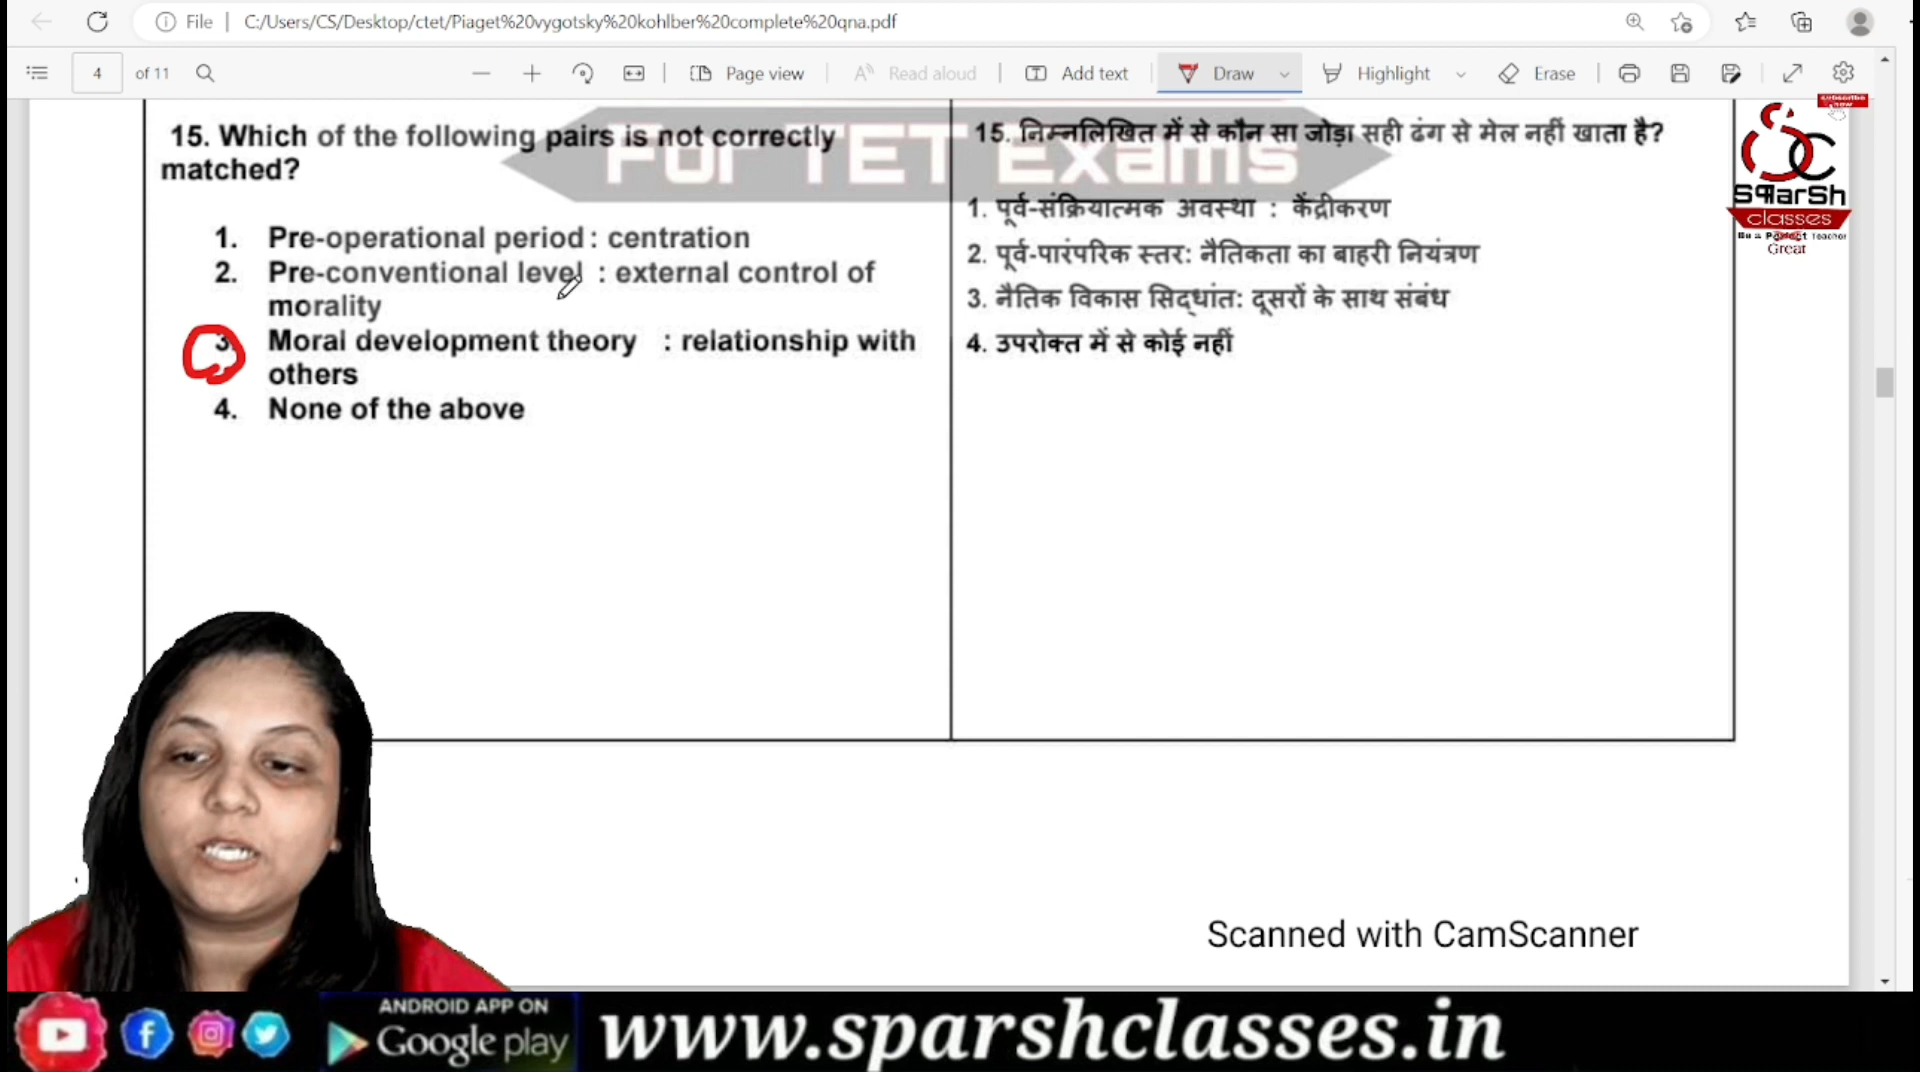 File | C:/Users/CS/Desktop/ctet/Piaget%20vygotsky%20kohlber%20complete%20qna.pdf
4 of 11 Page view Read aloud Add text Draw Highlight Erase
For TET Exams
15. Which of the following pairs is not correctly
matched?
1. Pre-operational period : centration
2. Pre-conventional level : external control of
morality
3. Moral development theory : relationship with
others
4. None of the above
15. निम्नलिखित में से कौन सा जोड़ा सही ढंग से मेल नहीं खाता है?
1. पूर्व-संक्रियात्मक अवस्था : केंद्रीकरण
2. पूर्व-पारंपरिक स्तर: नैतिकता का बाहरी नियंत्रण
3. नैतिक विकास सिद्धांत: दूसरों के साथ संबंध
4. उपरोक्त में से कोई नहीं
classes
Great
Scanned with CamScanner
ANDROID APP ON
Google play
www.sparshclasses.in